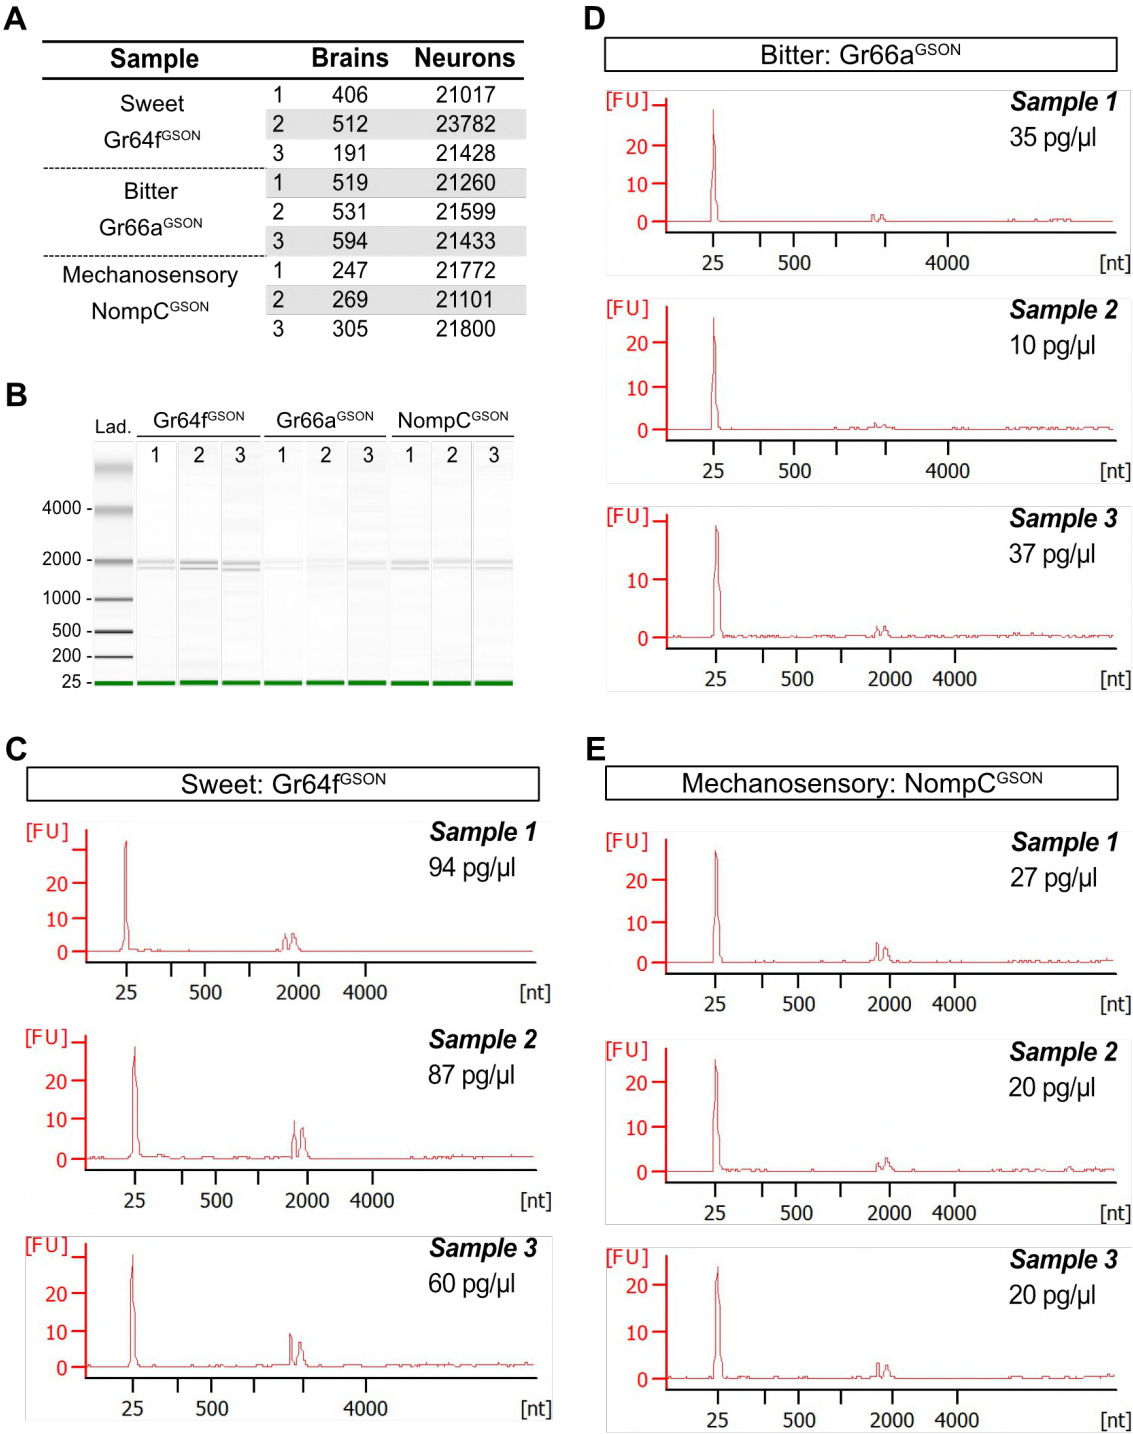 A
Sample Brains Neurons
Sweet
Gr64fGSON
1 406 21017
2 512 23782
3 191 21428
Bitter
Gr66aGSON
1 519 21260
2 531 21599
3 594 21433
Mechanosensory
NompCGSON
1 247 21772
2 269 21101
3 305 21800
B
Lad. Gr64fGSON Gr66aGSON NompCGSON
1 2 3 1 2 3 1 2 3
4000 -
2000 -
1000 -
500 -
200 -
25 -
C
Sweet: Gr64fGSON
[FU]
Sample 1
94 pg/µl
20
10
0
25 500 2000 4000 [nt]
[FU]
Sample 2
87 pg/µl
20
10
0
25 500 2000 4000 [nt]
[FU]
Sample 3
60 pg/µl
20
10
0
25 500 4000 [nt]
D
Bitter: Gr66aGSON
[FU]
Sample 1
35 pg/µl
20
10
0
25 500 4000 [nt]
[FU]
Sample 2
10 pg/µl
20
10
0
25 500 4000 [nt]
[FU]
Sample 3
37 pg/µl
10
0
25 500 2000 4000 [nt]
E
Mechanosensory: NompCGSON
[FU]
Sample 1
27 pg/µl
20
10
0
25 500 2000 4000 [nt]
[FU]
Sample 2
20 pg/µl
20
10
0
25 500 2000 4000 [nt]
[FU]
Sample 3
20 pg/µl
20
10
0
25 500 2000 4000 [nt]